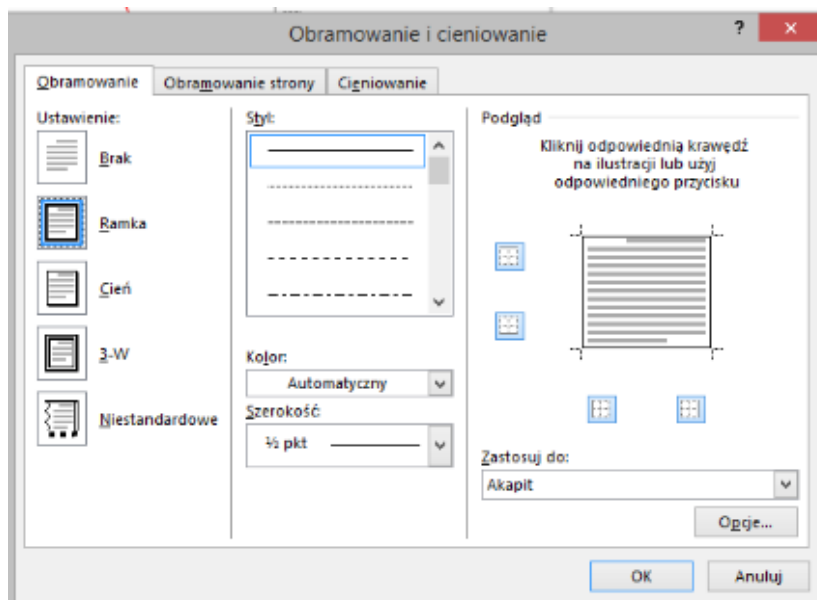 Obramowanie i cieniowanie
?
Obramowanie
Obramowanie strony
Cieniowanie
Ustawienie:
Brak
Ramka
Cień
3-W
Niestandardowe
Styl:
Kolor:
Automatyczny
Szerokość:
½ pkt
Podgląd
Kliknij odpowiednią krawędź
na ilustracji lub użyj
odpowiedniego przycisku
Zastosuj do:
Akapit
Opcje...
OK
Anuluj